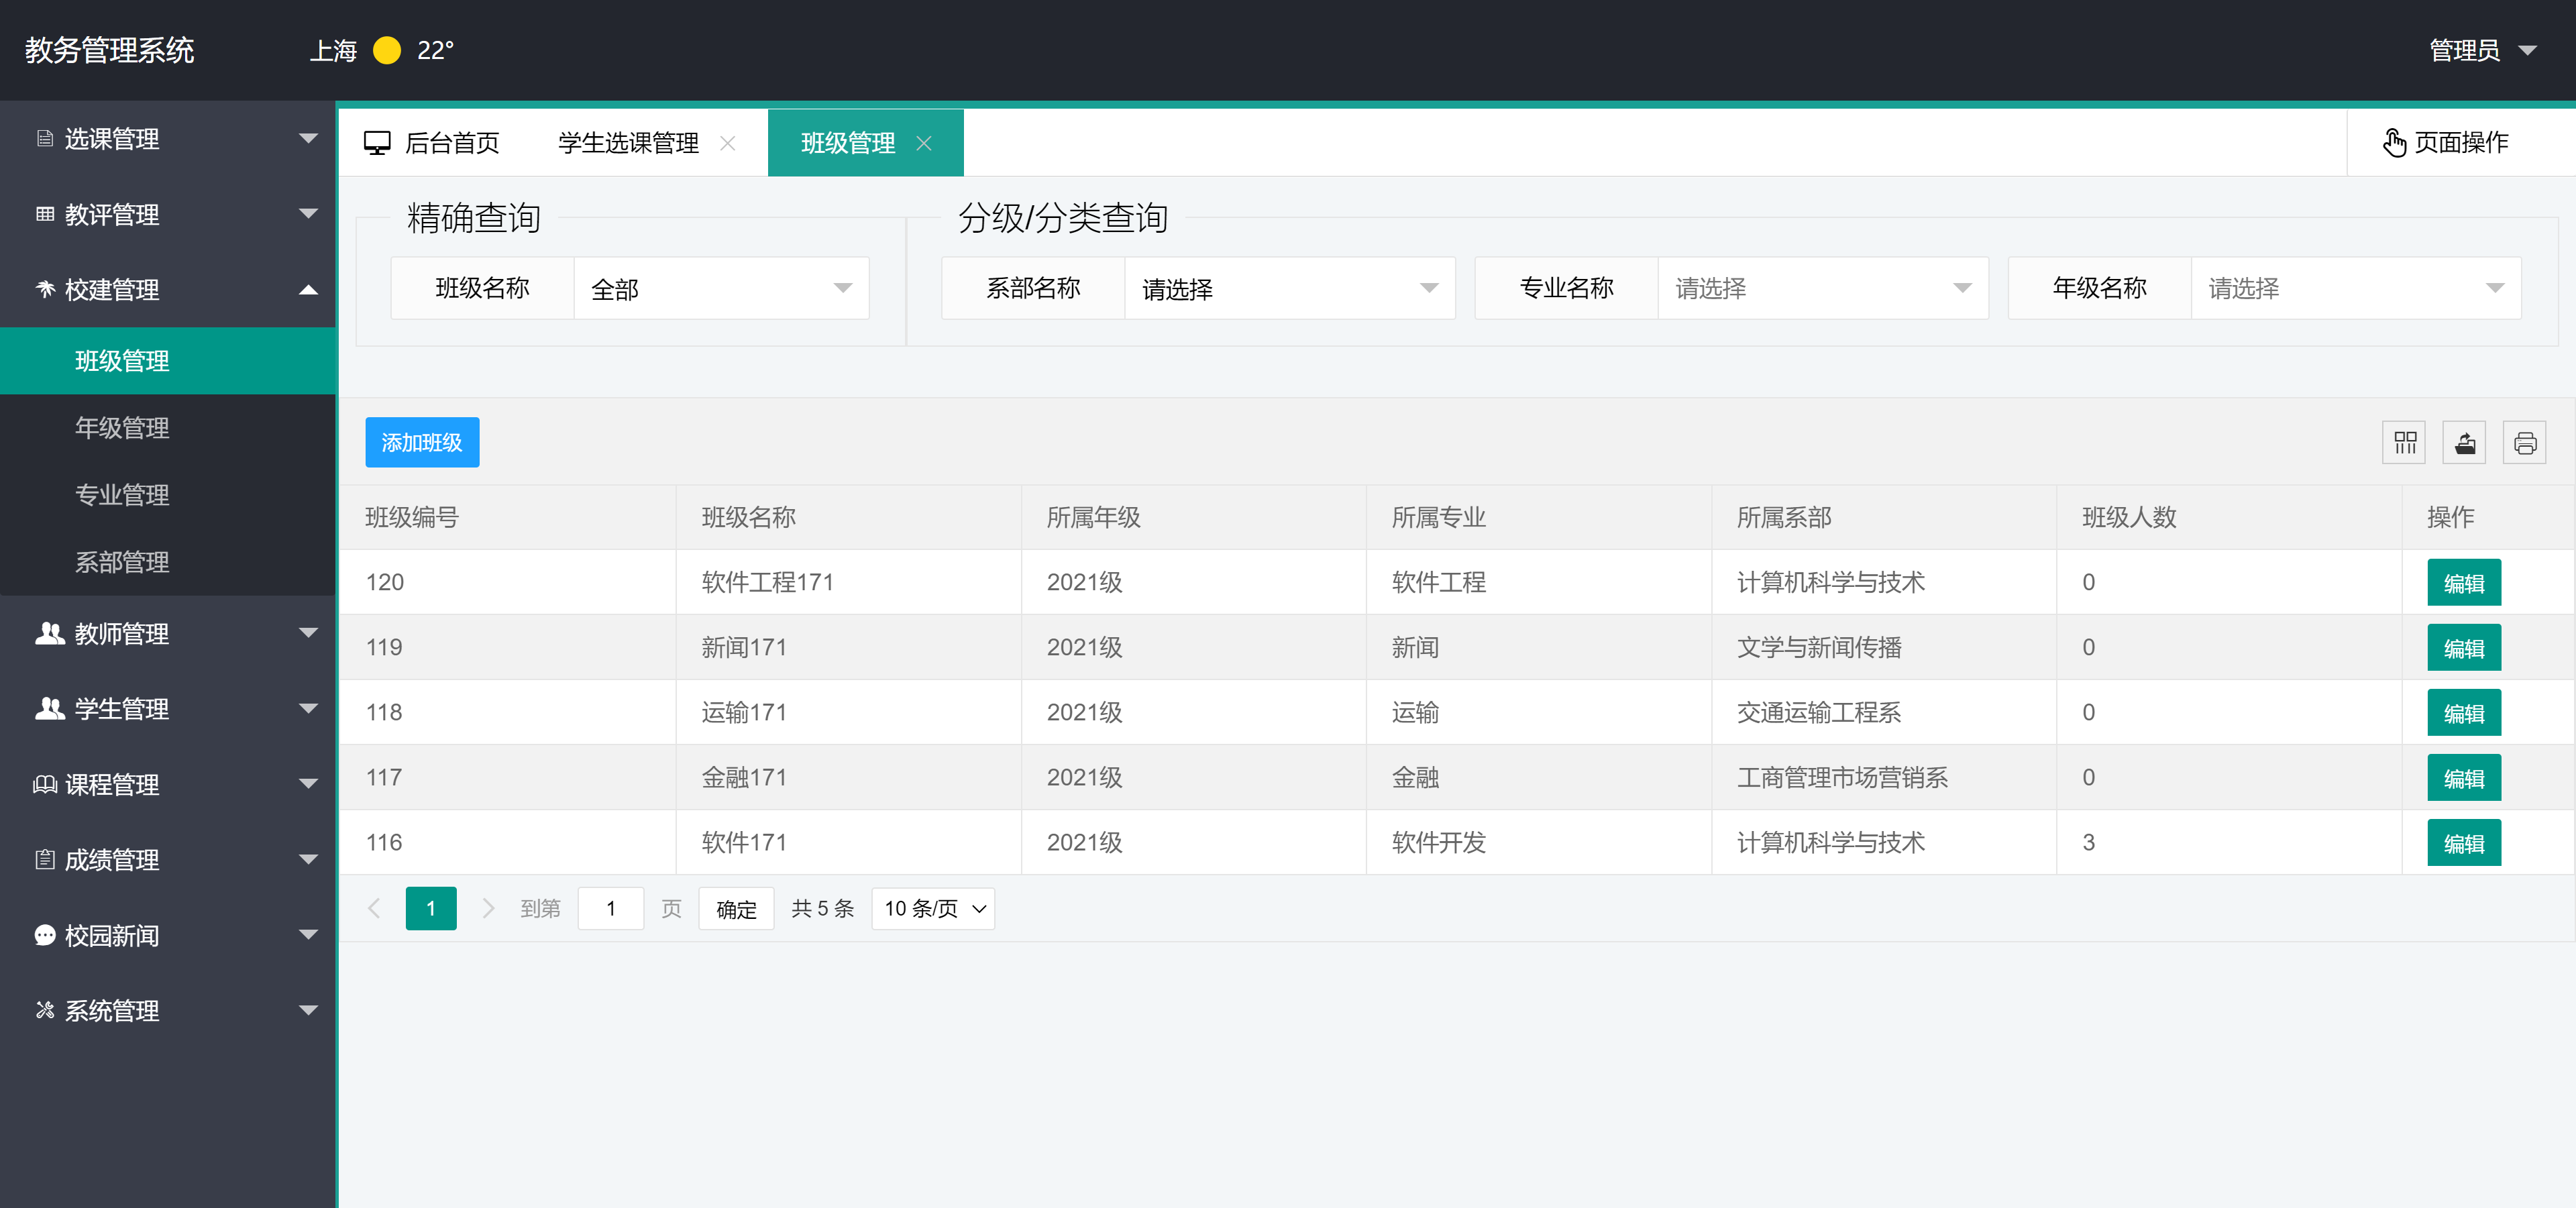 教务管理系统
上海 22°
管理员
选课管理
教评管理
校建管理
班级管理
年级管理
专业管理
系部管理
教师管理
学生管理
课程管理
成绩管理
校园新闻
系统管理
后台首页 学生选课管理 班级管理 页面操作
精确查询 分级/分类查询
班级名称 全部 系部名称 请选择 专业名称 请选择 年级名称 请选择
添加班级
班级编号 班级名称 所属年级 所属专业 所属系部 班级人数 操作
120 软件工程171 2021级 软件工程 计算机科学与技术 0 编辑
119 新闻171 2021级 新闻 文学与新闻传播 0 编辑
118 运输171 2021级 运输 交通运输工程系 0 编辑
117 金融171 2021级 金融 工商管理市场营销系 0 编辑
116 软件171 2021级 软件开发 计算机科学与技术 3 编辑
1 到第 1 页 确定 共 5 条 10 条/页